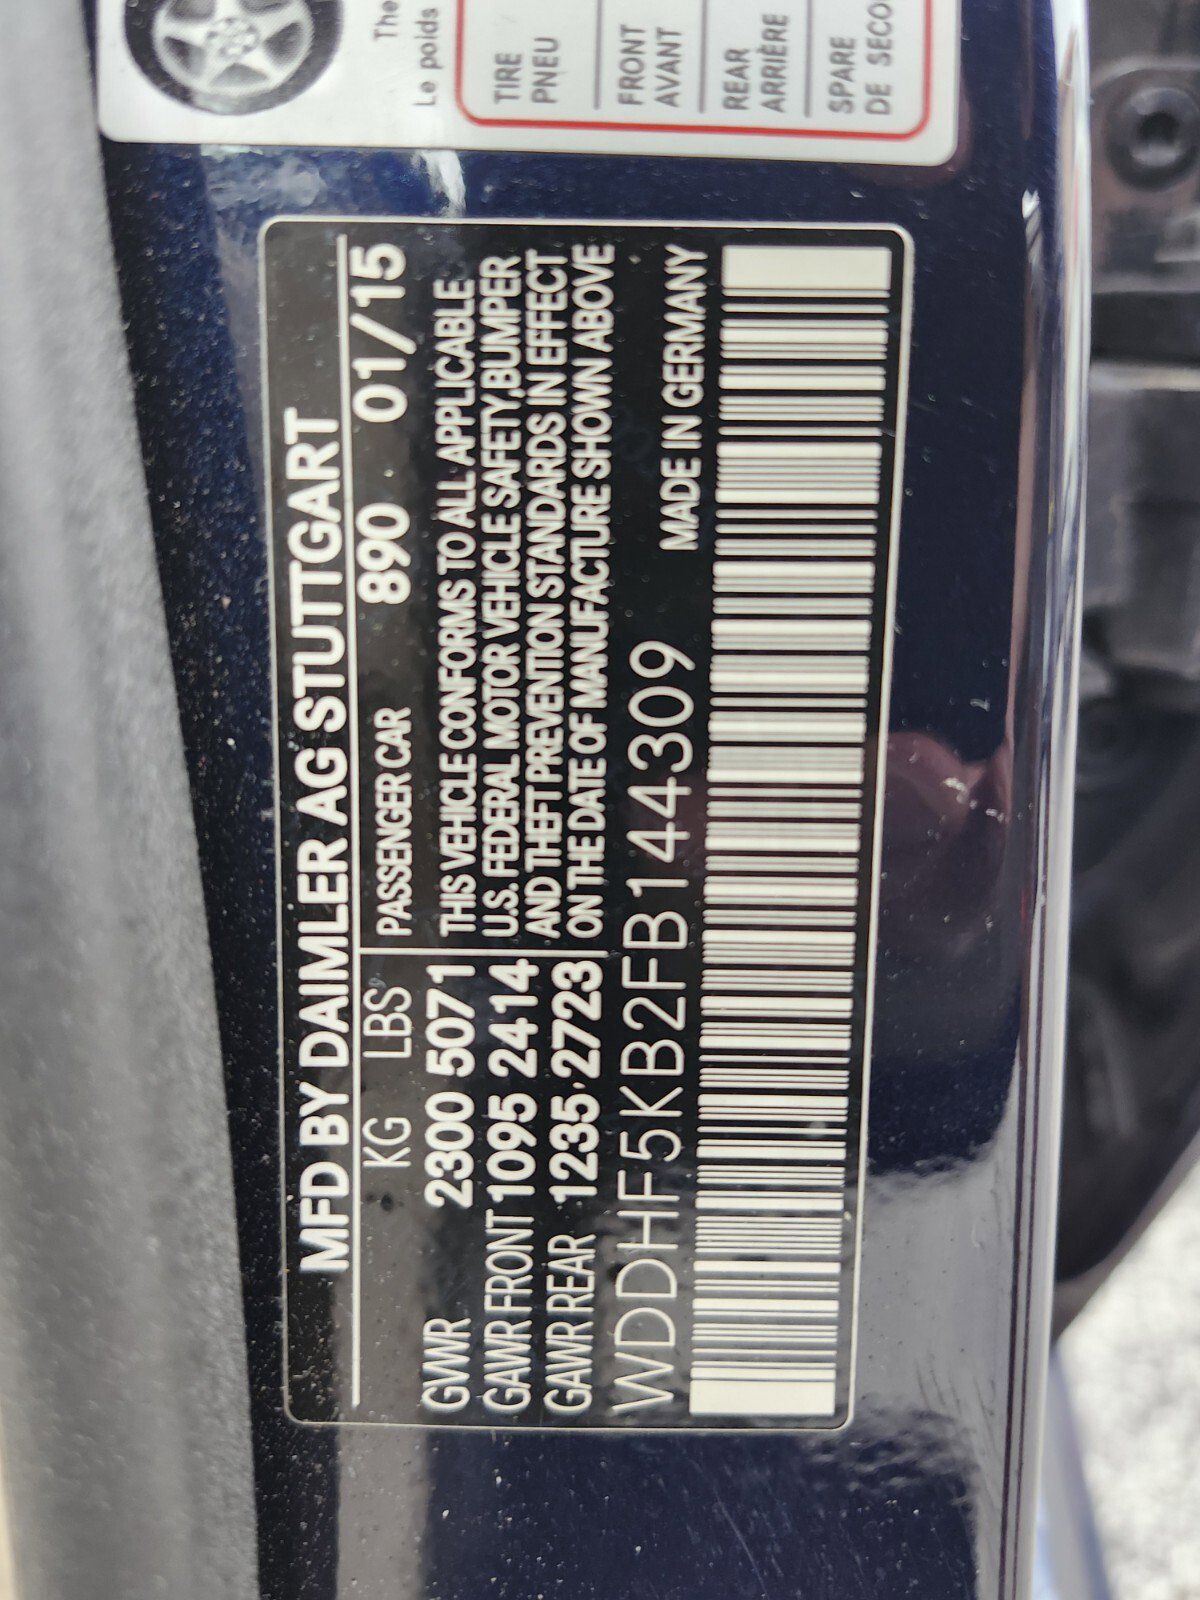 The
Le poids
TIRE
PNEU
FRONT
AVANT
REAR
ARRIÈRE
SPARE
DE SECO
MFD BY DAIMLER AG STUTTGART
KG LBS PASSENGER CAR 890 01/15
GVWR 2300 5071 THIS VEHICLE CONFORMS TO ALL APPLICABLE
GAWR FRONT 1095 2414 U.S. FEDERAL MOTOR VEHICLE SAFETY, BUMPER
GAWR REAR 1235 2723 AND THEFT PREVENTION STANDARDS IN EFFECT
ON THE DATE OF MANUFACTURE SHOWN ABOVE
WDDHF5KB2FB144309 MADE IN GERMANY